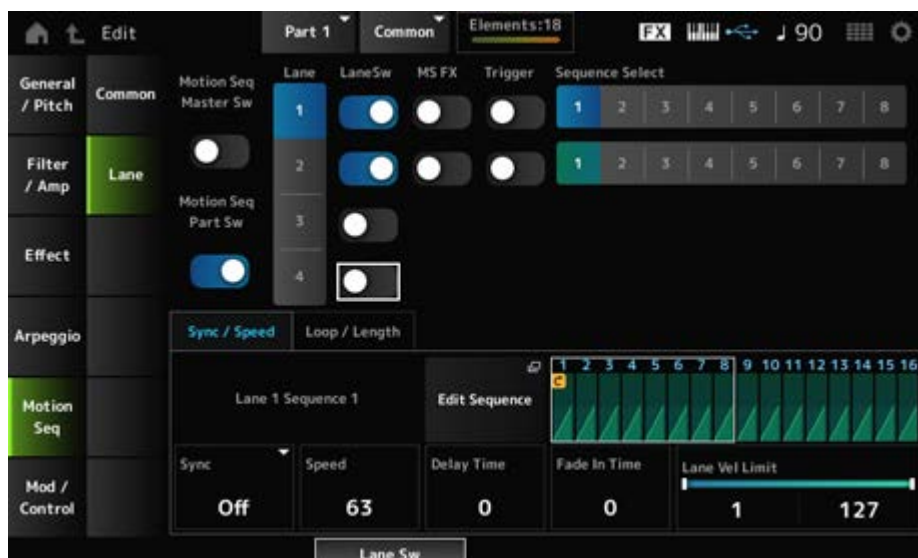 Edit
Part 1
Common
Elements:18
FX
♩ 90
General / Pitch
Filter / Amp
Effect
Arpeggio
Motion Seq
Mod / Control
Common
Lane
Motion Seq Master Sw
Motion Seq Part Sw
Lane LaneSw MS FX Trigger Sequence Select
1 1 2 3 4 5 6 7 8
2 1 2 3 4 5 6 7 8
3
4
Sync / Speed Loop / Length
Lane 1 Sequence 1
Edit Sequence
1 2 3 4 5 6 7 8 9 10 11 12 13 14 15 16
C
Sync Speed Delay Time Fade In Time Lane Vel Limit
Off 63 0 0 1 127
Lane Sw